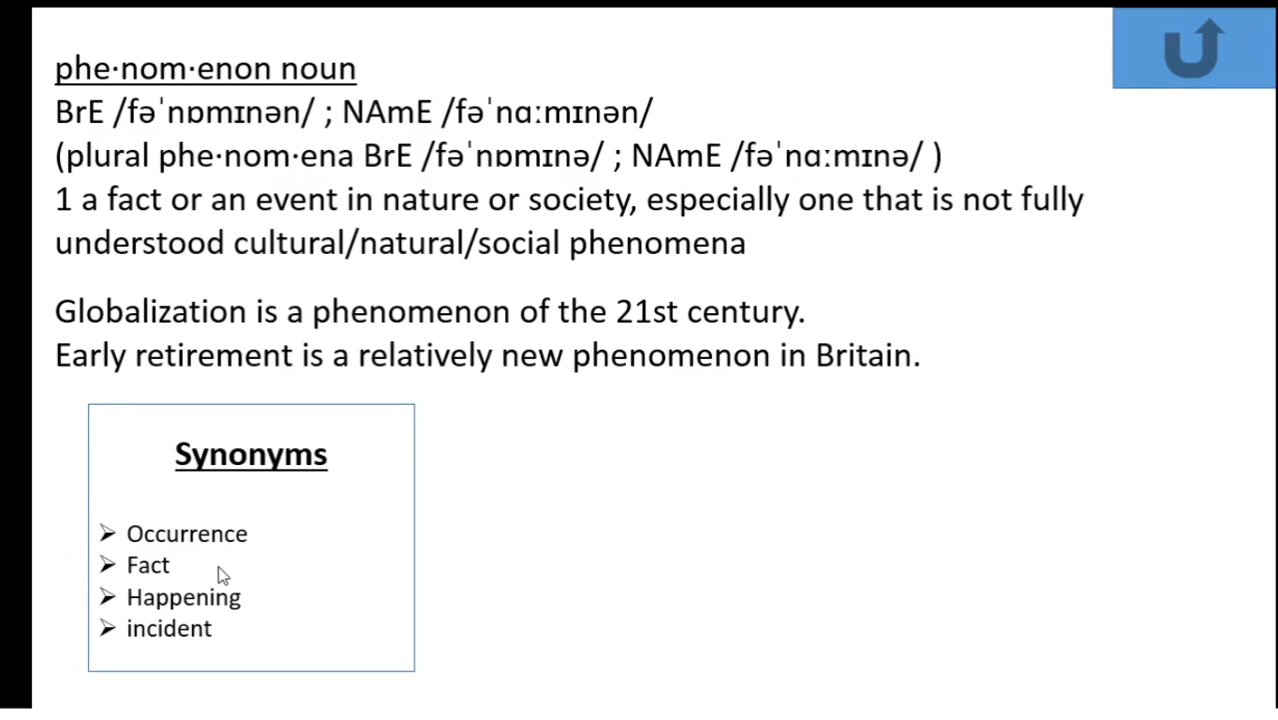 phe·nom·enon noun
BrE /fəˈnɒmɪnən/ ; NAmE /fəˈnɑːmɪnən/
(plural phe·nom·ena BrE /fəˈnɒmɪnə/ ; NAmE /fəˈnɑːmɪnə/ )
1 a fact or an event in nature or society, especially one that is not fully
understood cultural/natural/social phenomena
Globalization is a phenomenon of the 21st century.
Early retirement is a relatively new phenomenon in Britain.
Synonyms
➢ Occurrence
➢ Fact
➢ Happening
➢ incident